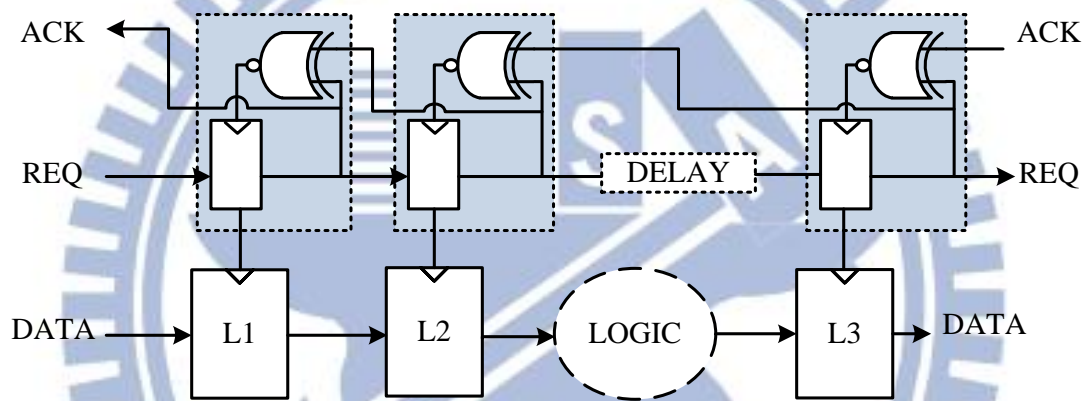 ACK ACK
REQ DELAY REQ
DATA L1 L2 LOGIC L3 DATA
S A